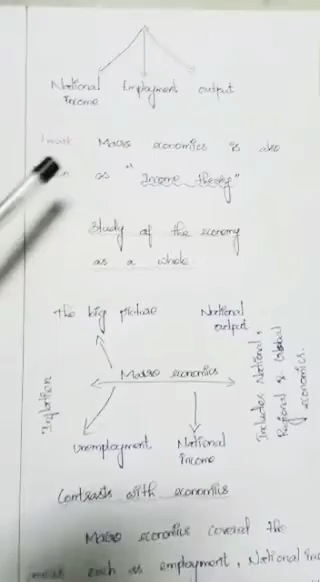 National Employment output
Income
1 mark Macro economics is also
as "Income theory"
Study of the economy
as a whole
The big picture National
output
Macro economics
Inflation
Includes National,
Regional & Global
economics.
Unemployment National
Income
Contrasts with economics
Macro economics covered the
such as employment, National Inc